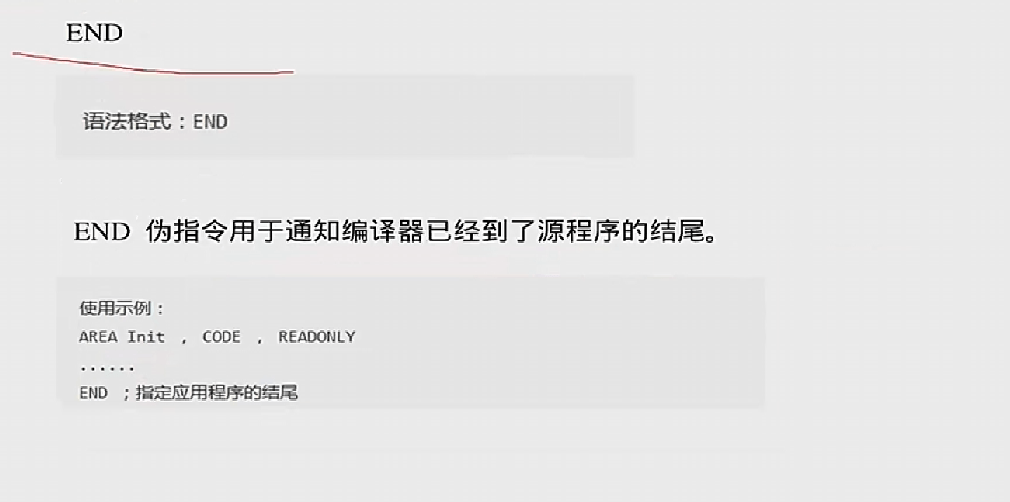 END
语法格式：END
END 伪指令用于通知编译器已经到了源程序的结尾。
使用示例：
AREA Init ， CODE ， READONLY
......
END ；指定应用程序的结尾